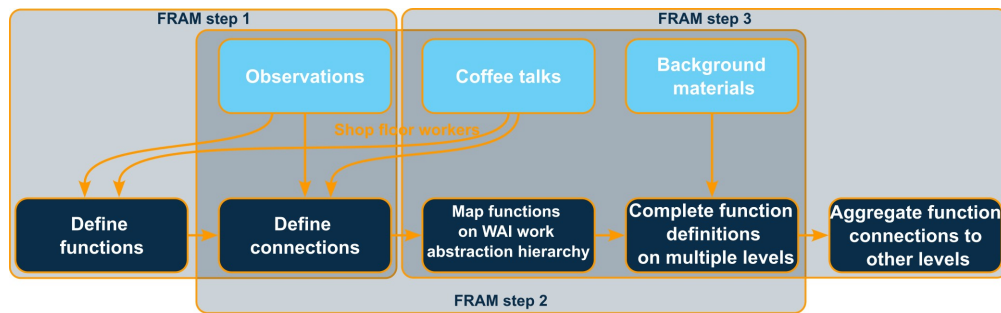 FRAM step 1
FRAM step 3
Observations
Coffee talks
Background
materials
Shop floor workers
Define
functions
Define
connections
Map functions
on WAI work
abstraction hierarchy
Complete function
definitions
on multiple levels
Aggregate function
connections to
other levels
FRAM step 2